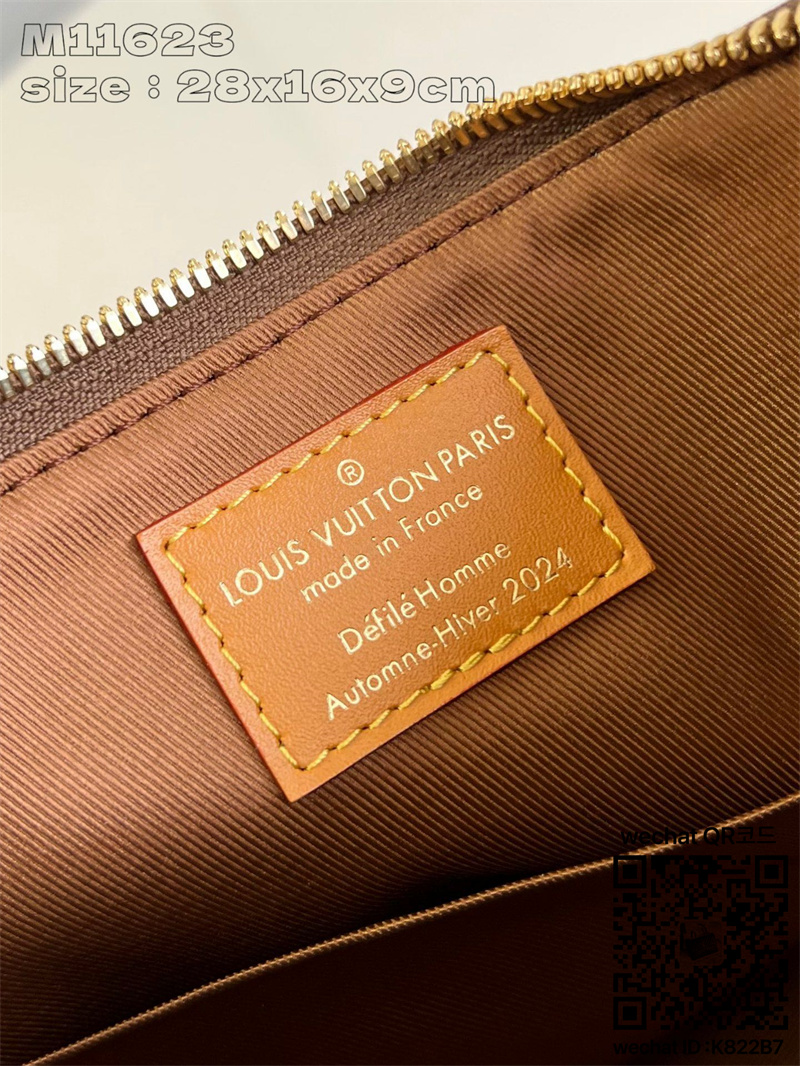 M11623
size : 28x16x9cm
®
LOUIS VUITTON PARIS
made in France
Défilé Homme
Automne-Hiver 2024
wechat QR코드
wechat ID:K822B7